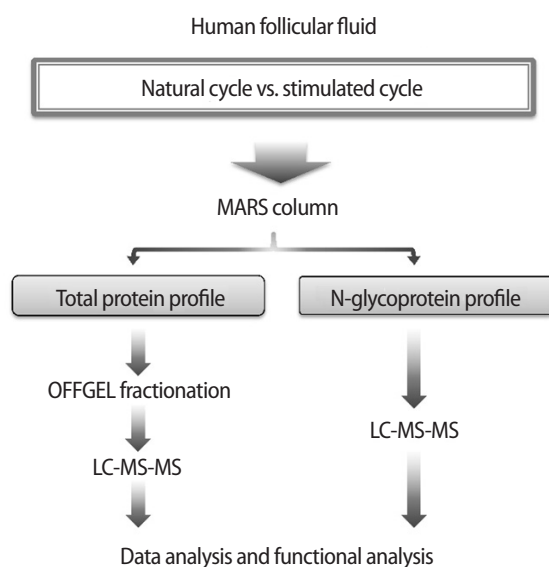 Human follicular fluid
Natural cycle vs. stimulated cycle
MARS column
Total protein profile
N-glycoprotein profile
OFFGEL fractionation
LC-MS-MS
LC-MS-MS
Data analysis and functional analysis